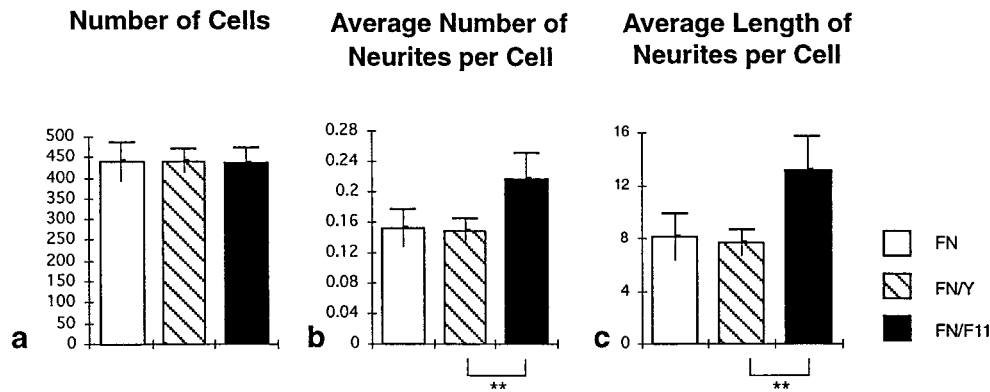 Number of Cells
Average Number of
Neurites per Cell
Average Length of
Neurites per Cell
500
450
400
350
300
250
200
150
100
50
0
a
0.28
0.24
0.2
0.16
0.12
0.08
0.04
0
b
**
16
12
8
4
0
c
**
FN
FN/Y
FN/F11